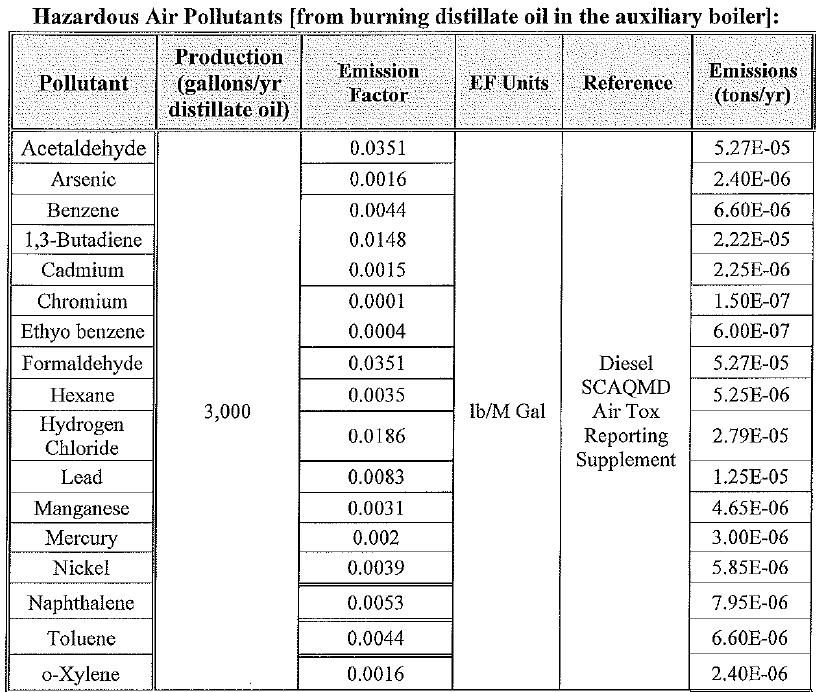 Hazardous Air Pollutants [from burning distillate oil in the auxiliary boiler]:
Pollutant Production (gallons/yr distillate oil) Emission Factor EF Units Reference Emissions (tons/yr)
Acetaldehyde 0.0351 5.27E-05
Arsenic 0.0016 2.40E-06
Benzene 0.0044 6.60E-06
1,3-Butadiene 0.0148 2.22E-05
Cadmium 0.0015 2.25E-06
Chromium 0.0001 1.50E-07
Ethyo benzene 0.0004 6.00E-07
Formaldehyde 0.0351 5.27E-05
Hexane 0.0035 5.25E-06
3,000 lb/M Gal Diesel SCAQMD Air Tox Reporting Supplement
Hydrogen Chloride 0.0186 2.79E-05
Lead 0.0083 1.25E-05
Manganese 0.0031 4.65E-06
Mercury 0.002 3.00E-06
Nickel 0.0039 5.85E-06
Naphthalene 0.0053 7.95E-06
Toluene 0.0044 6.60E-06
o-Xylene 0.0016 2.40E-06